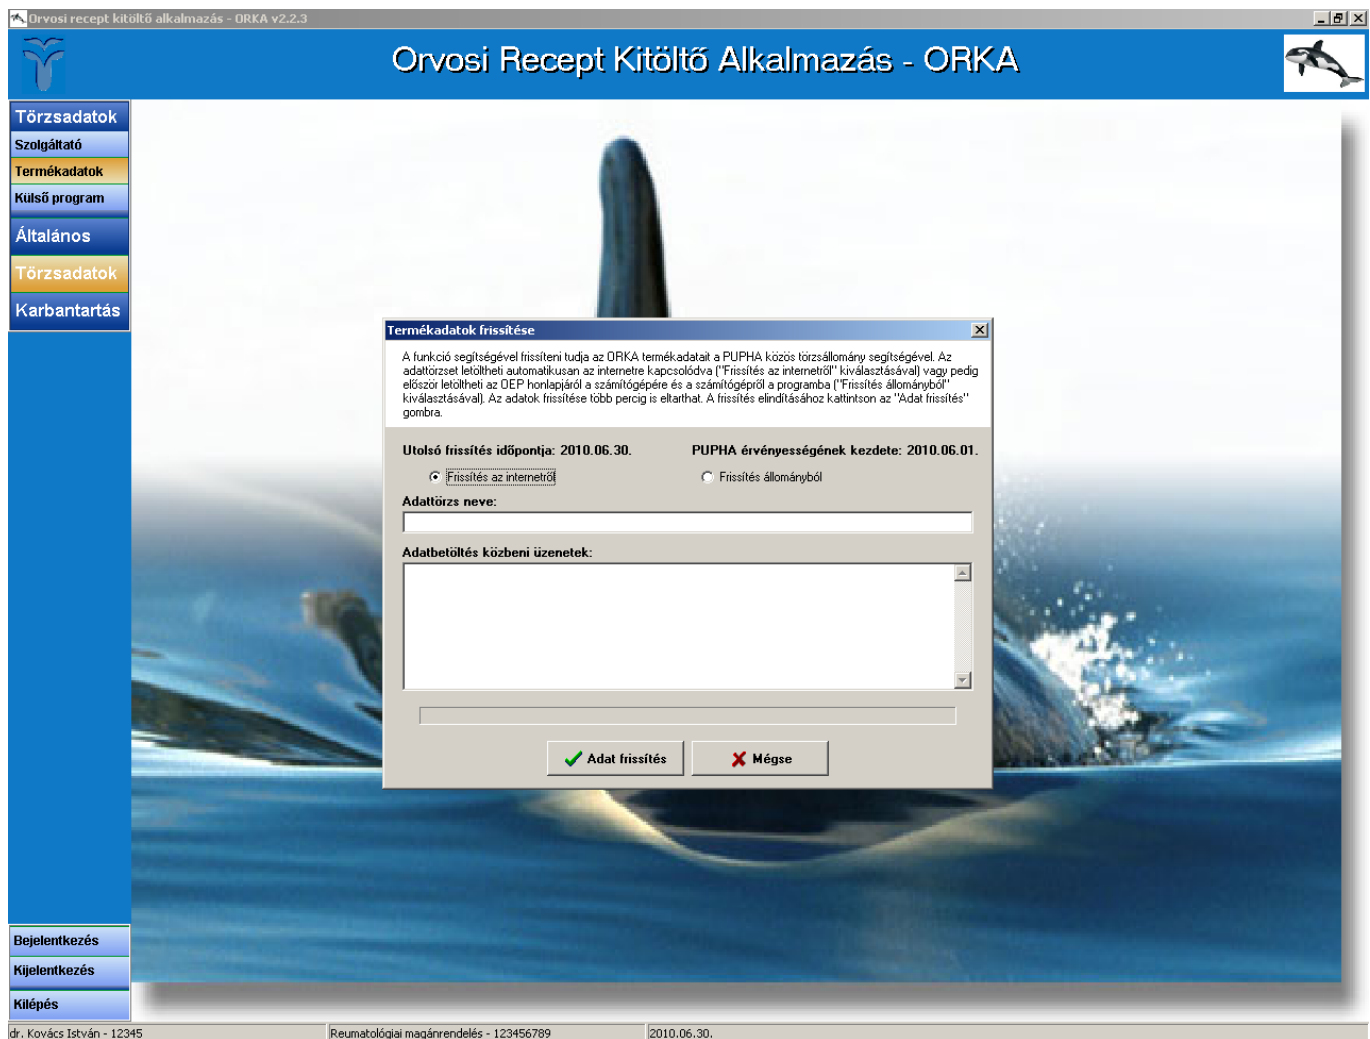 Orvosi recept kitöltő alkalmazás - ORKA v2.2.3
Orvosi Recept Kitöltő Alkalmazás - ORKA
Törzsadatok
Szolgáltató
Termékadatok
Külső program
Általános
Törzsadatok
Karbantartás
Termékadatok frissítése
A funkció segítségével frissíteni tudja az ORKA termékadatait a PUPHA közös törzsállomány segítségével. Az
adattörzset letöltheti automatikusan az internetre kapcsolódva ("Frissítés az internetről" kiválasztásával) vagy pedig
először letöltheti az OEP honlapjáról a számítógépére és a számítógépről a programba ("Frissítés állományból"
kiválasztásával). Az adatok frissítése több percig is eltarthat. A frissítés elindításához kattintson az "Adat frissítés"
gombra.
Utolsó frissítés időpontja: 2010.06.30. PUPHA érvényességének kezdete: 2010.06.01.
Frissítés az internetről Frissítés állományból
Adattörzs neve:
Adatbetöltés közbeni üzenetek:
Adat frissítés Mégse
Bejelentkezés
Kijelentkezés
Kilépés
dr. Kovács István - 12345 Reumatológiai magánrendelés - 123456789 2010.06.30.